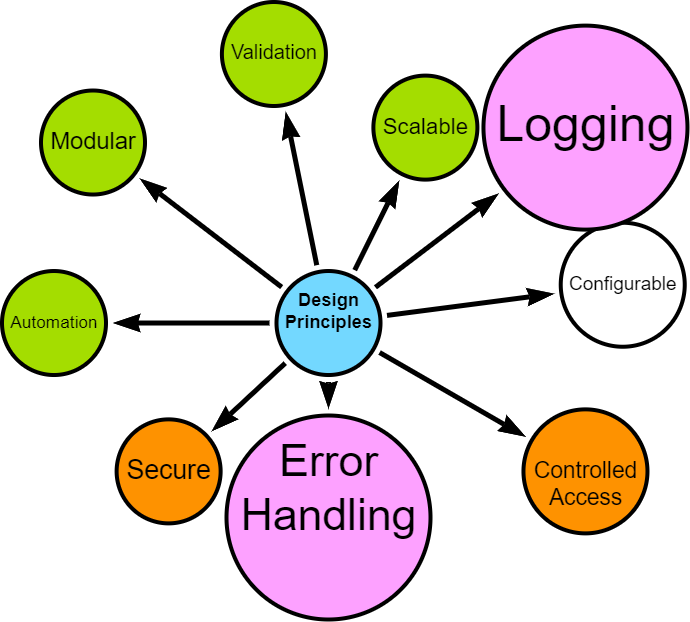 Validation
Logging
Scalable
Modular
Configurable
Design
Principles
Automation
Error
Handling
Secure
Controlled
Access